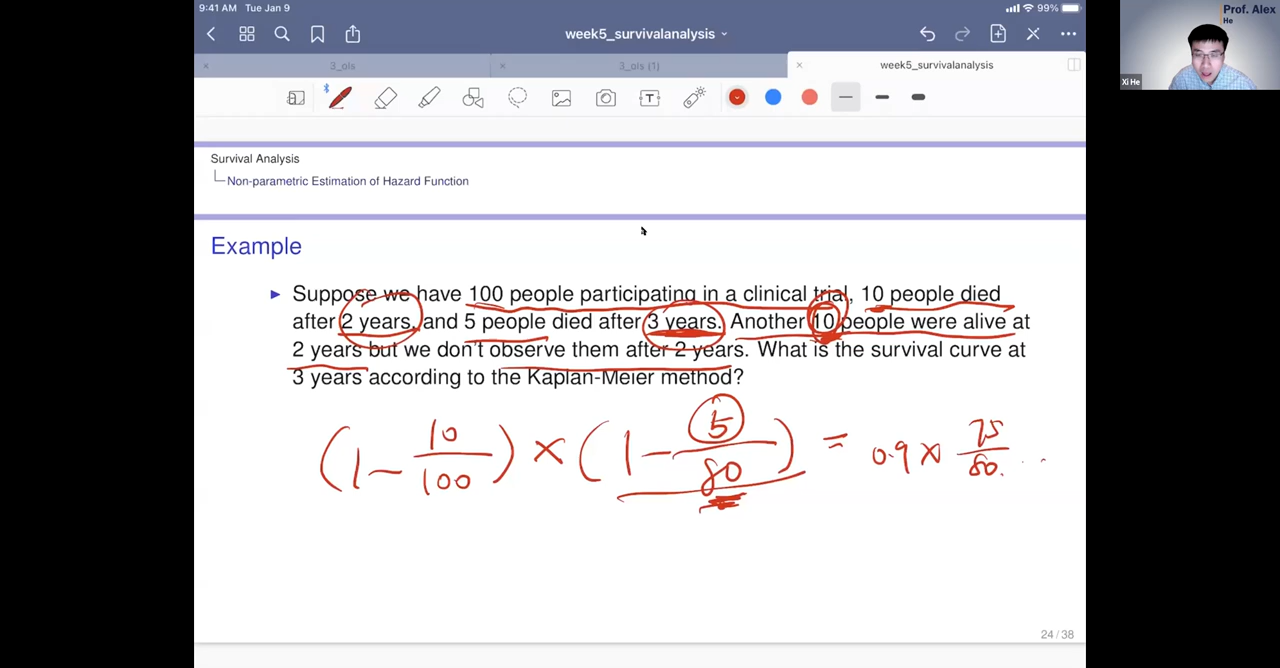 9:41 AM Tue Jan 9
99%
week5_survivalanalysis
3_ols
3_ols (1)
week5_survivalanalysis
Prof. Alex
He
Xi He
Survival Analysis
Non-parametric Estimation of Hazard Function
Example
Suppose we have 100 people participating in a clinical trial, 10 people died
after 2 years, and 5 people died after 3 years. Another 10 people were alive at
2 years but we don't observe them after 2 years. What is the survival curve at
3 years according to the Kaplan-Meier method?
(1 - 10/100) × (1 - 5/80) = 0.9 × 75/80. ...
24 / 38